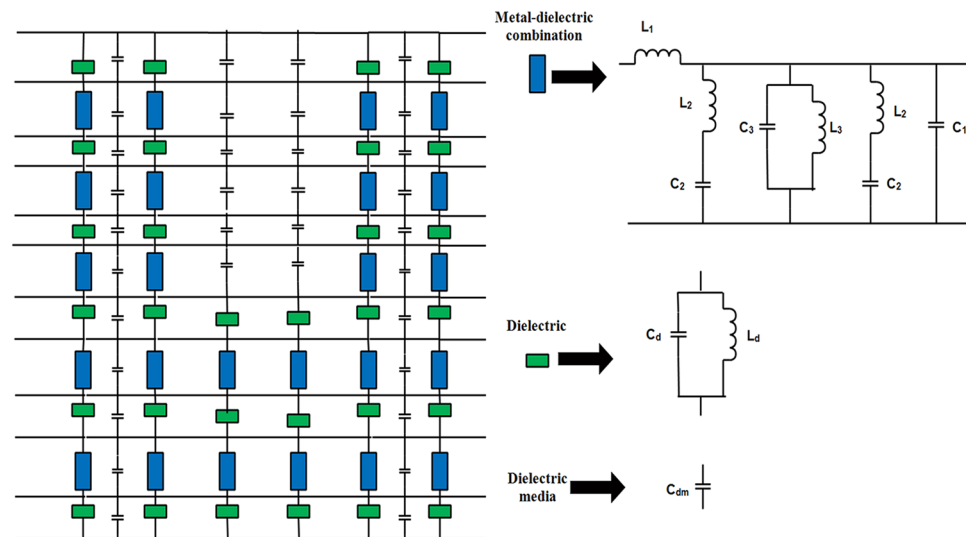 Metal-dielectric
combination
L1
L2
C3
L3
L2
C1
C2
C2
Dielectric
Cd
Ld
Dielectric
media
Cdm